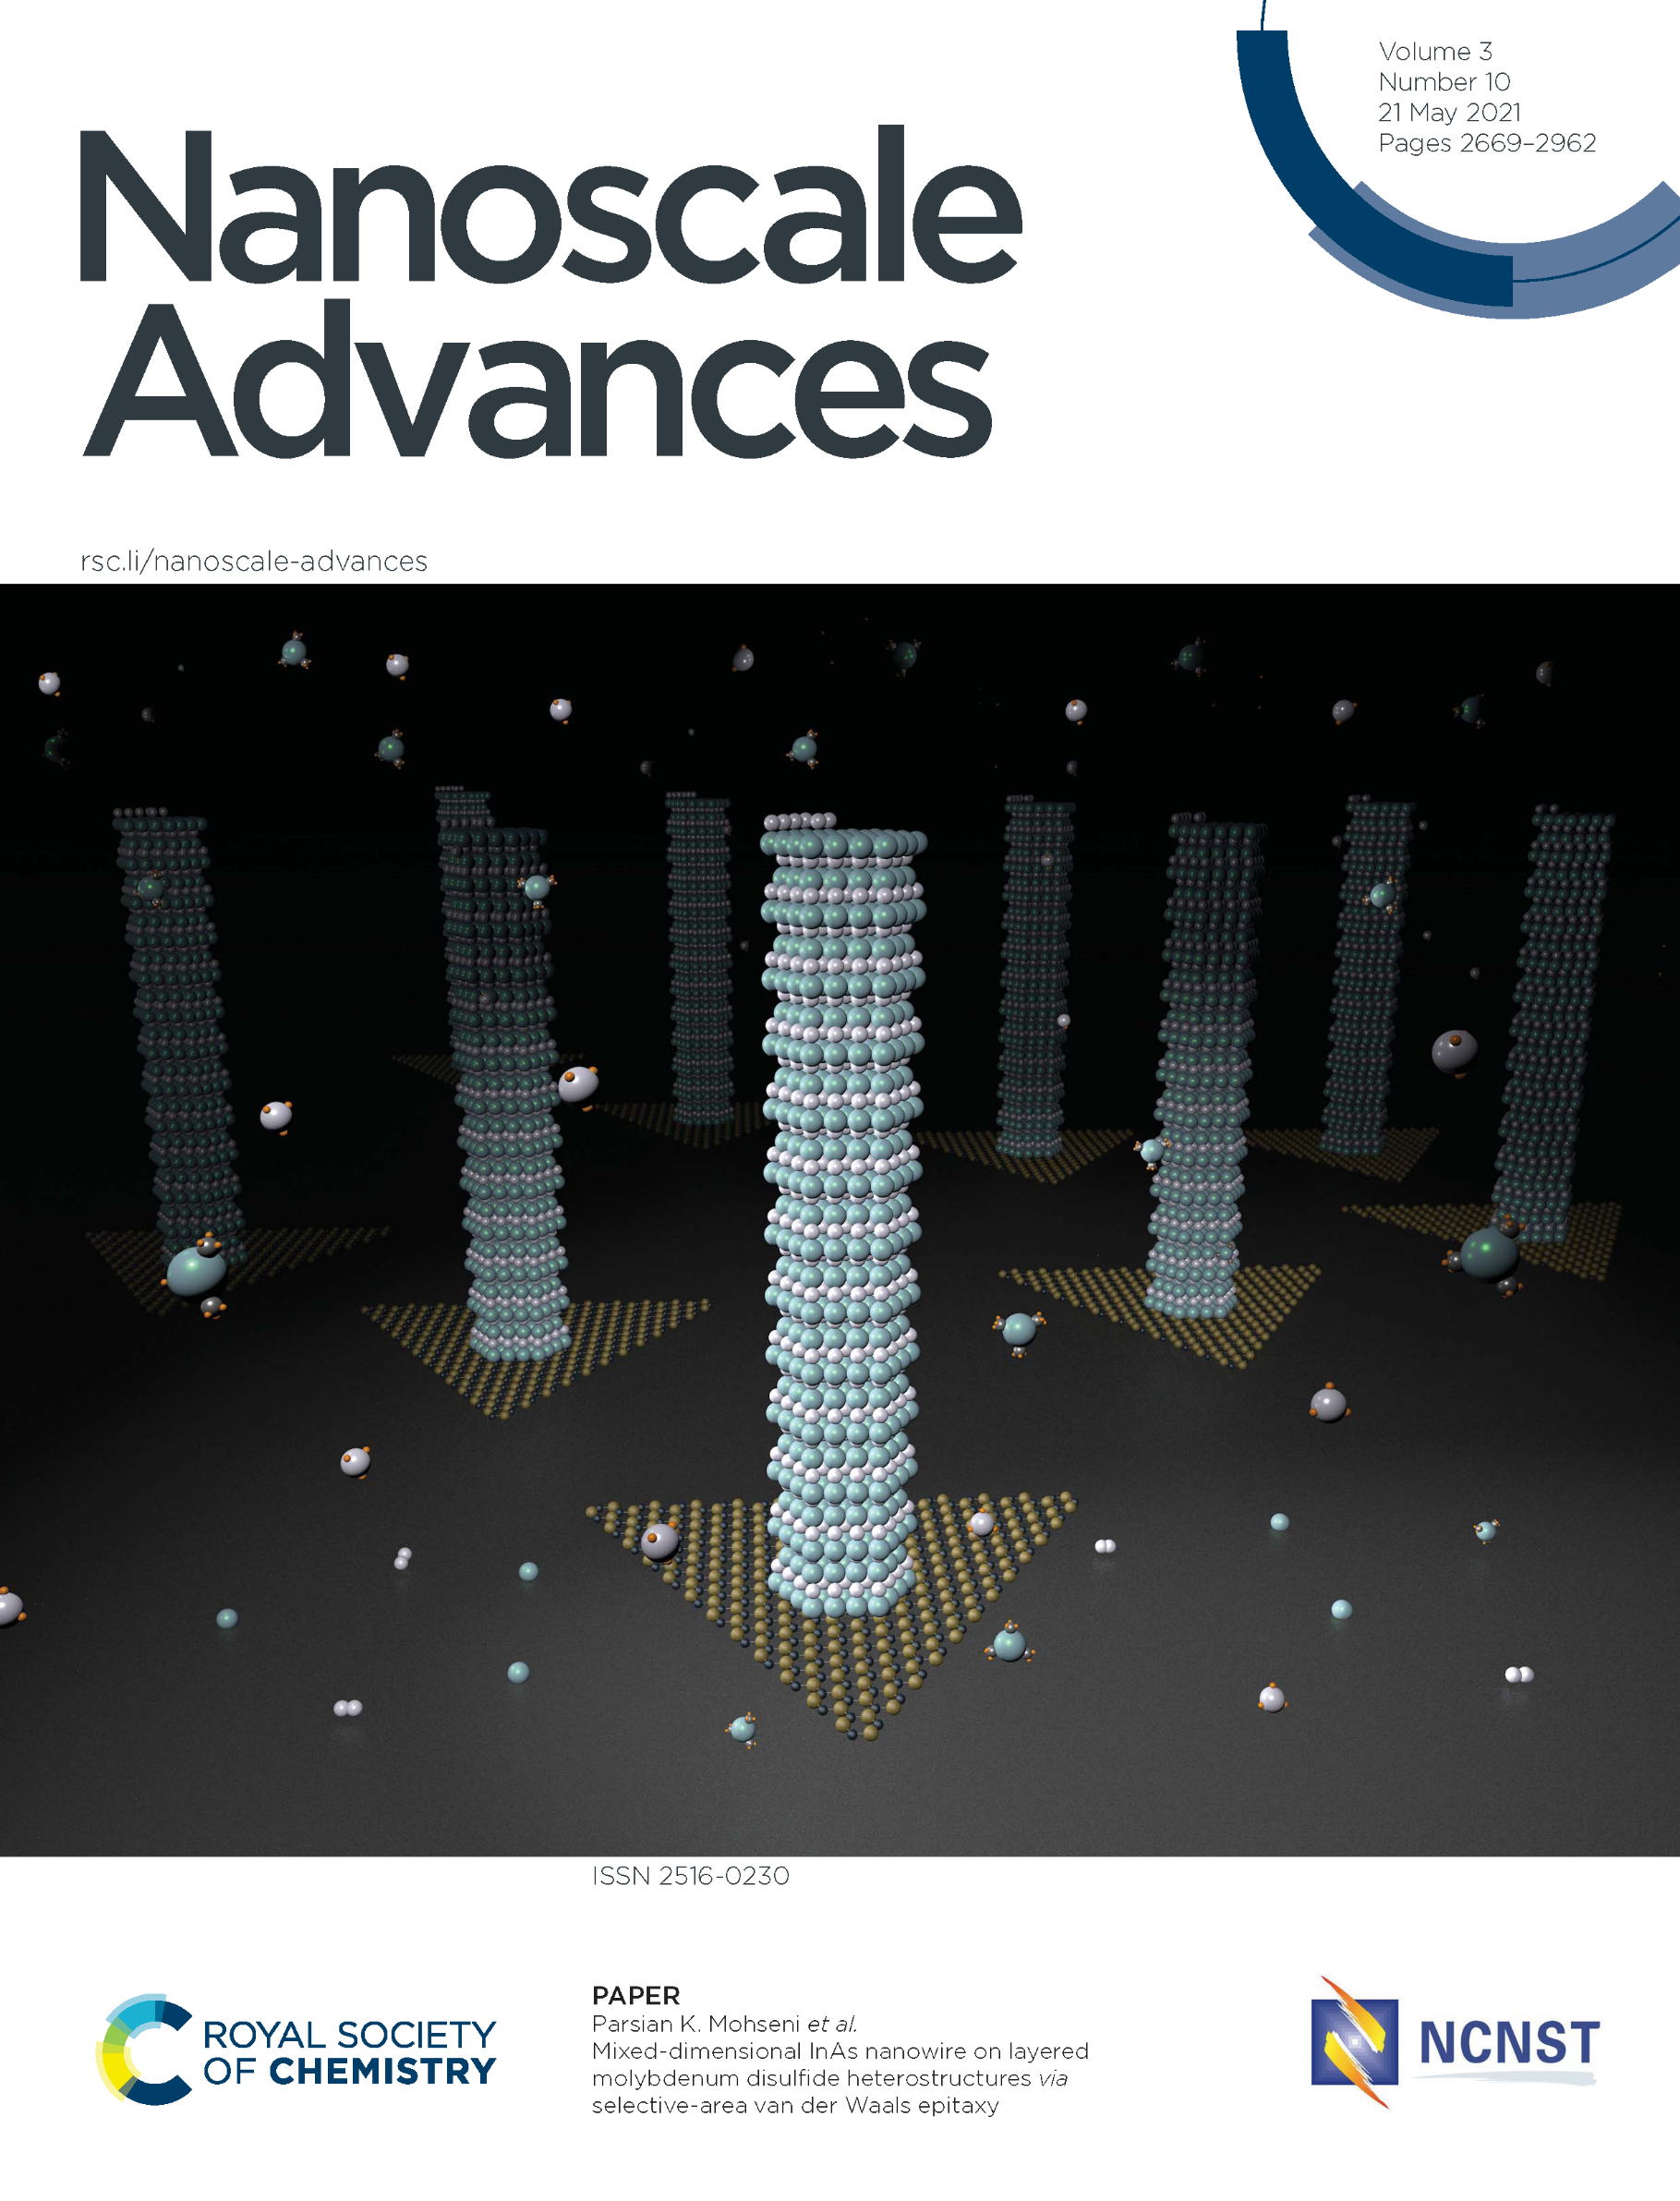 Volume 3
Number 10
21 May 2021
Pages 2669–2962
Nanoscale
Advances
rsc.li/nanoscale-advances
ISSN 2516-0230
ROYAL SOCIETY
OF CHEMISTRY
PAPER
Parsian K. Mohseni et al.
Mixed-dimensional InAs nanowire on layered
molybdenum disulfide heterostructures via
selective-area van der Waals epitaxy
NCNST